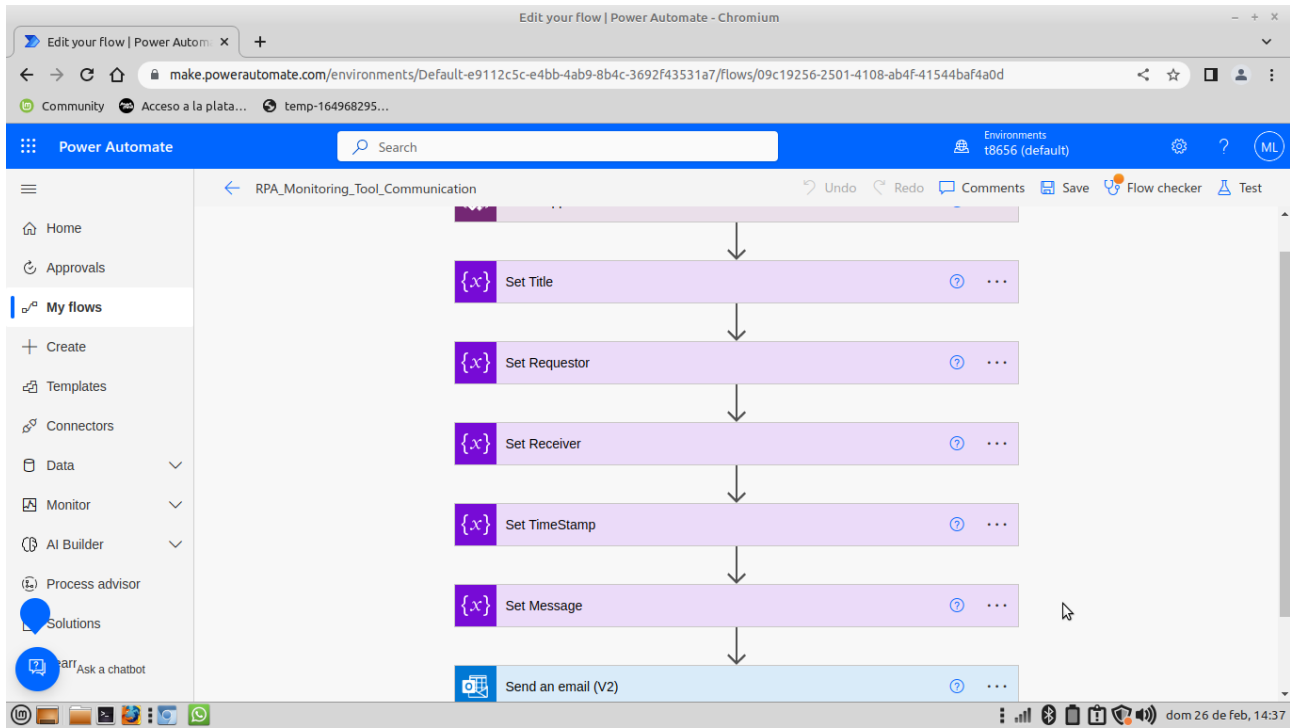 Edit your flow | Power Automate - Chromium
Edit your flow | Power Autom
make.powerautomate.com/environments/Default-e9112c5c-e4bb-4ab9-8b4c-3692f43531a7/flows/09c19256-2501-4108-ab4f-41544baf4a0d
Community Acceso a la plata... temp-164968295...
Power Automate
Search
Environments
t8656 (default)
ML
RPA_Monitoring_Tool_Communication
Undo Redo Comments Save Flow checker Test
Home
Approvals
My flows
Create
Templates
Connectors
Data
Monitor
AI Builder
Process advisor
Solutions
Ask a chatbot
{x} Set Title
{x} Set Requestor
{x} Set Receiver
{x} Set TimeStamp
{x} Set Message
Send an email (V2)
dom 26 de feb, 14:37